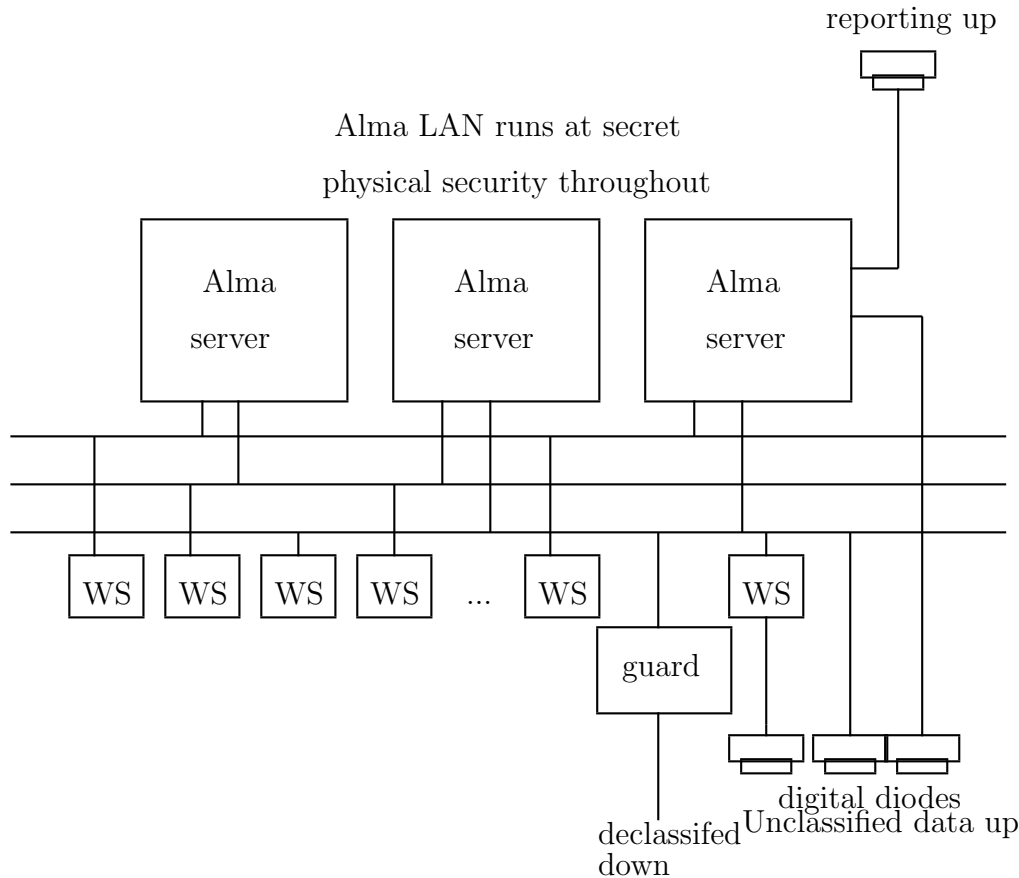 reporting up
Alma LAN runs at secret
physical security throughout
Alma
server
Alma
server
Alma
server
WS
WS
WS
WS
...
WS
WS
guard
digital diodes
Unclassified data up
declassifed
down